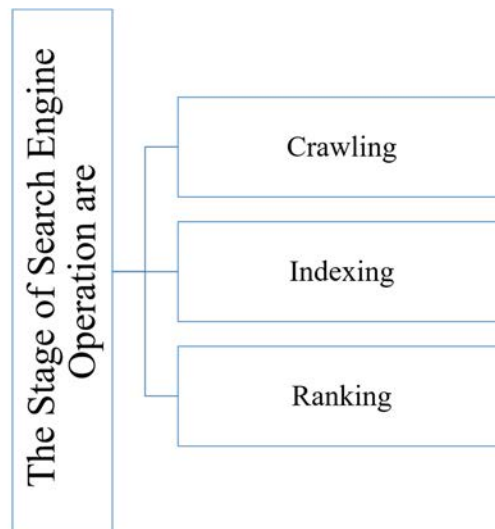 The Stage of Search Engine
Operation are
Crawling
Indexing
Ranking